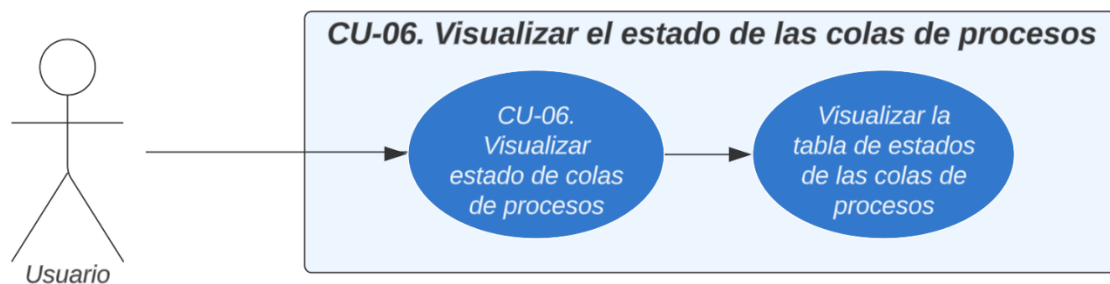 CU-06. Visualizar el estado de las colas de procesos
CU-06.
Visualizar
estado de colas
de procesos
Visualizar la
tabla de estados
de las colas de
procesos
Usuario